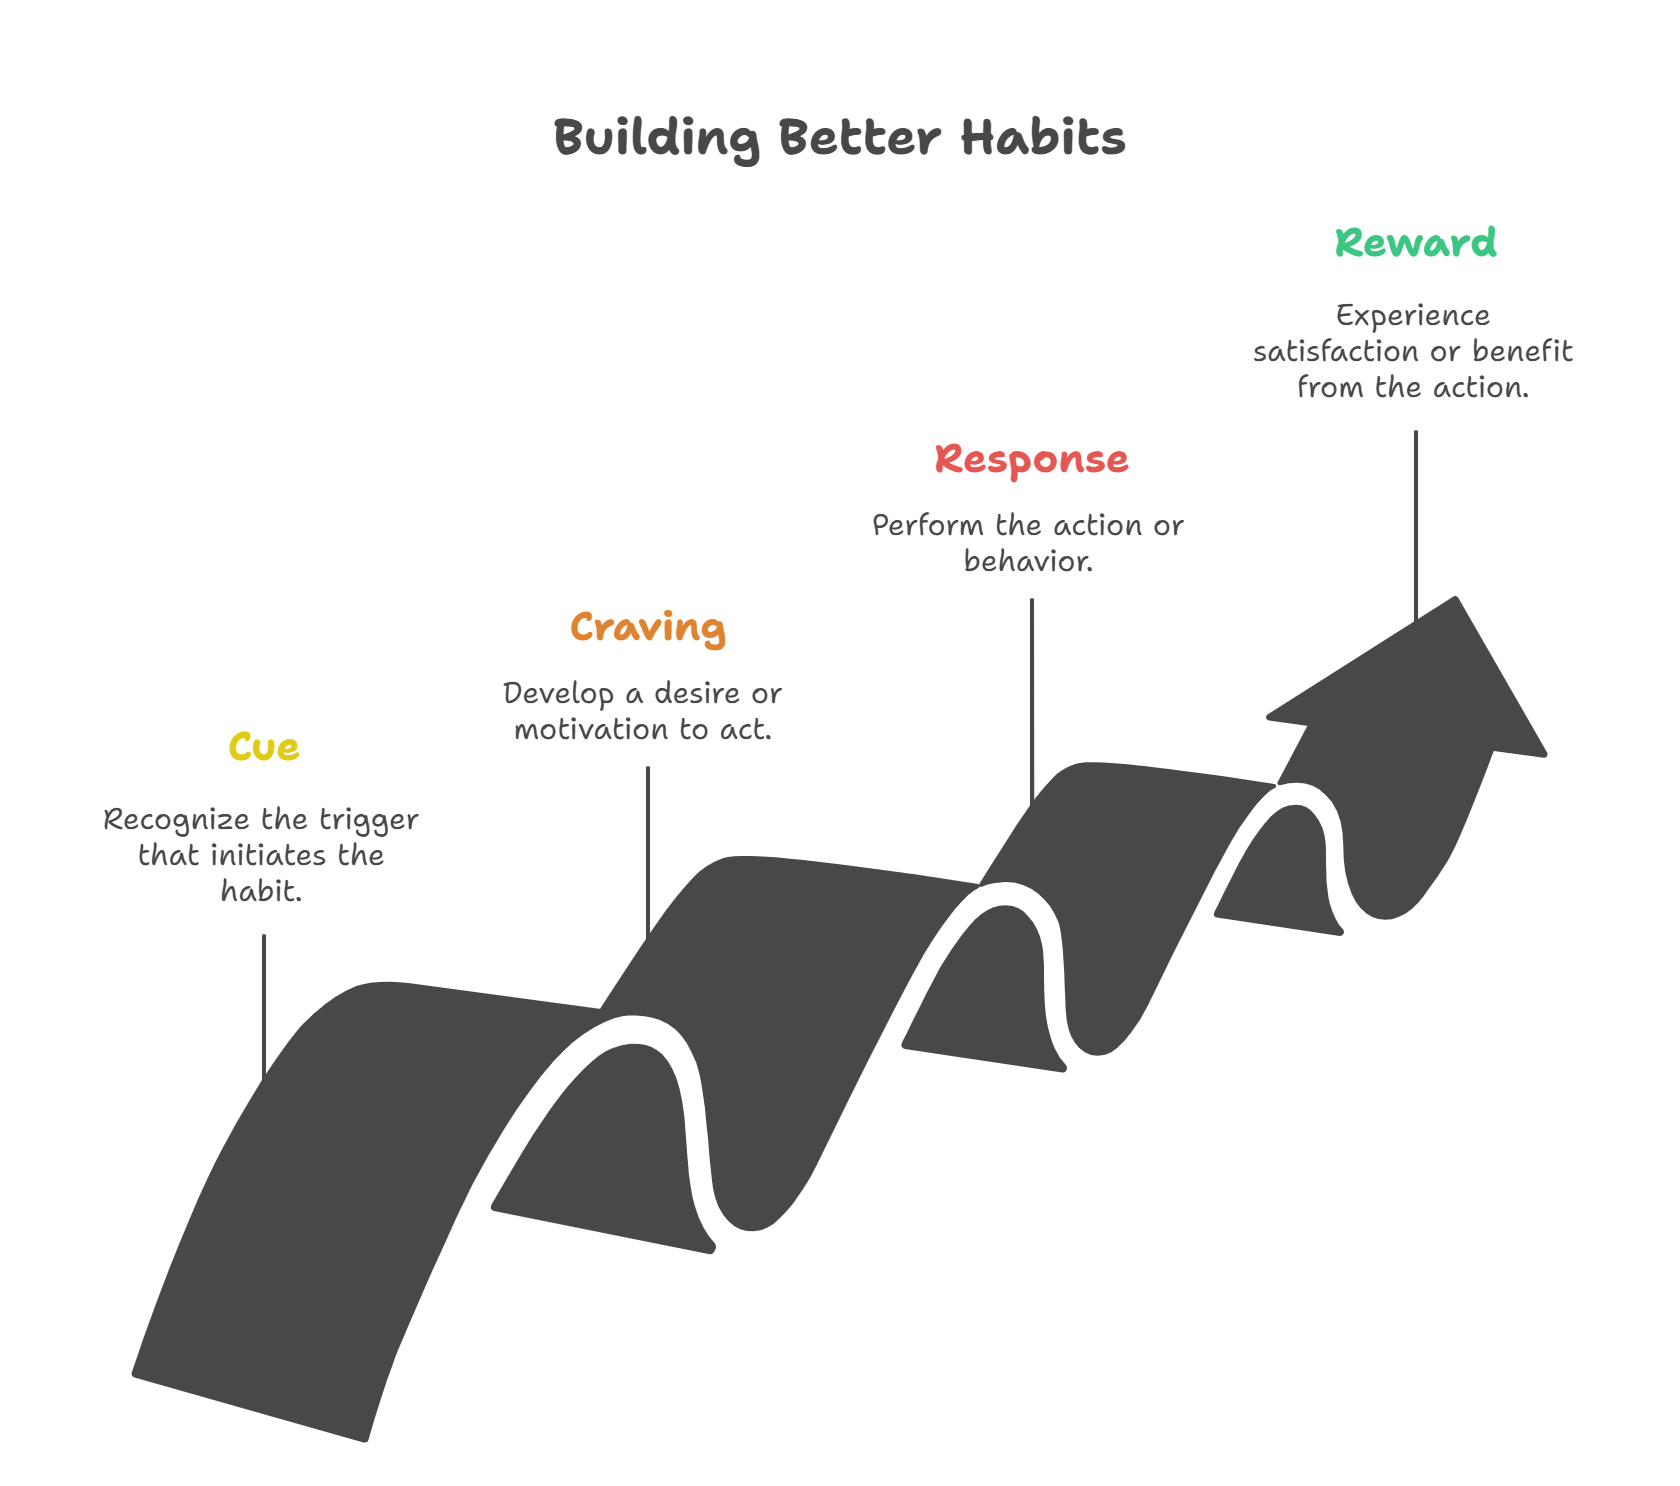 Building Better Habits
Reward
Experience
satisfaction or benefit
from the action.
Response
Perform the action or
behavior.
Craving
Develop a desire or
motivation to act.
Cue
Recognize the trigger
that initiates the
habit.